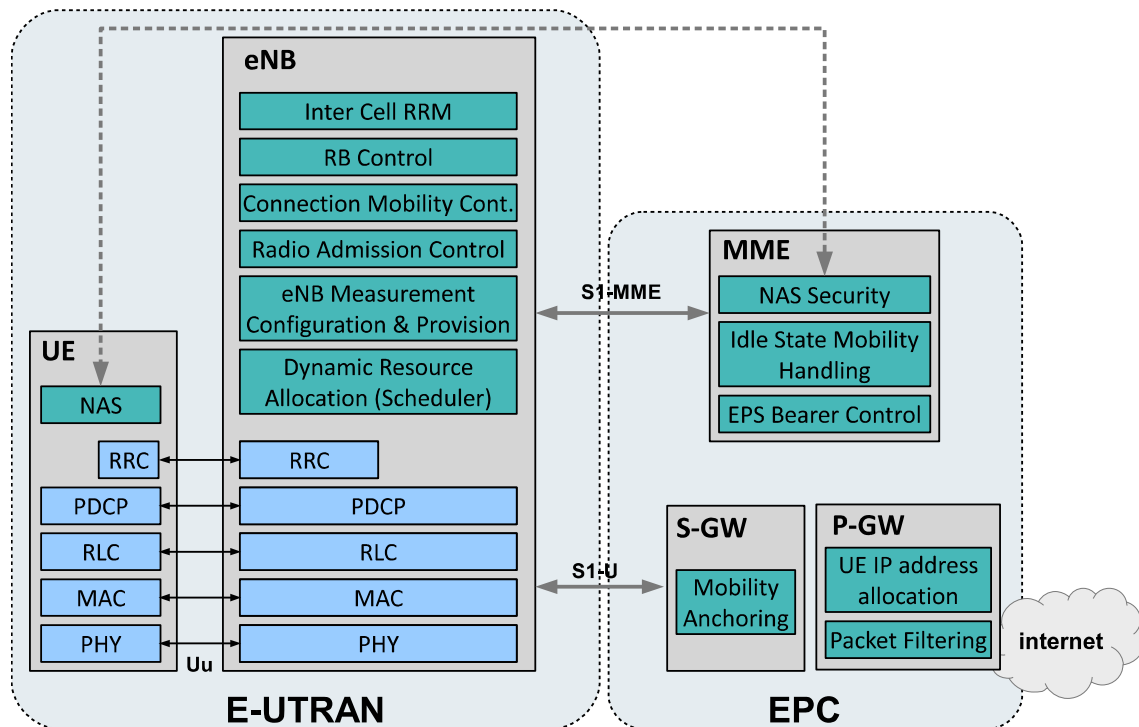 eNB
Inter Cell RRM
RB Control
Connection Mobility Cont.
Radio Admission Control
eNB Measurement
Configuration & Provision
Dynamic Resource
Allocation (Scheduler)
RRC
PDCP
RLC
MAC
PHY
UE
NAS
RRC
PDCP
RLC
MAC
PHY
Uu
E-UTRAN
S1-MME
S1-U
MME
NAS Security
Idle State Mobility
Handling
EPS Bearer Control
S-GW
Mobility
Anchoring
P-GW
UE IP address
allocation
Packet Filtering
internet
EPC